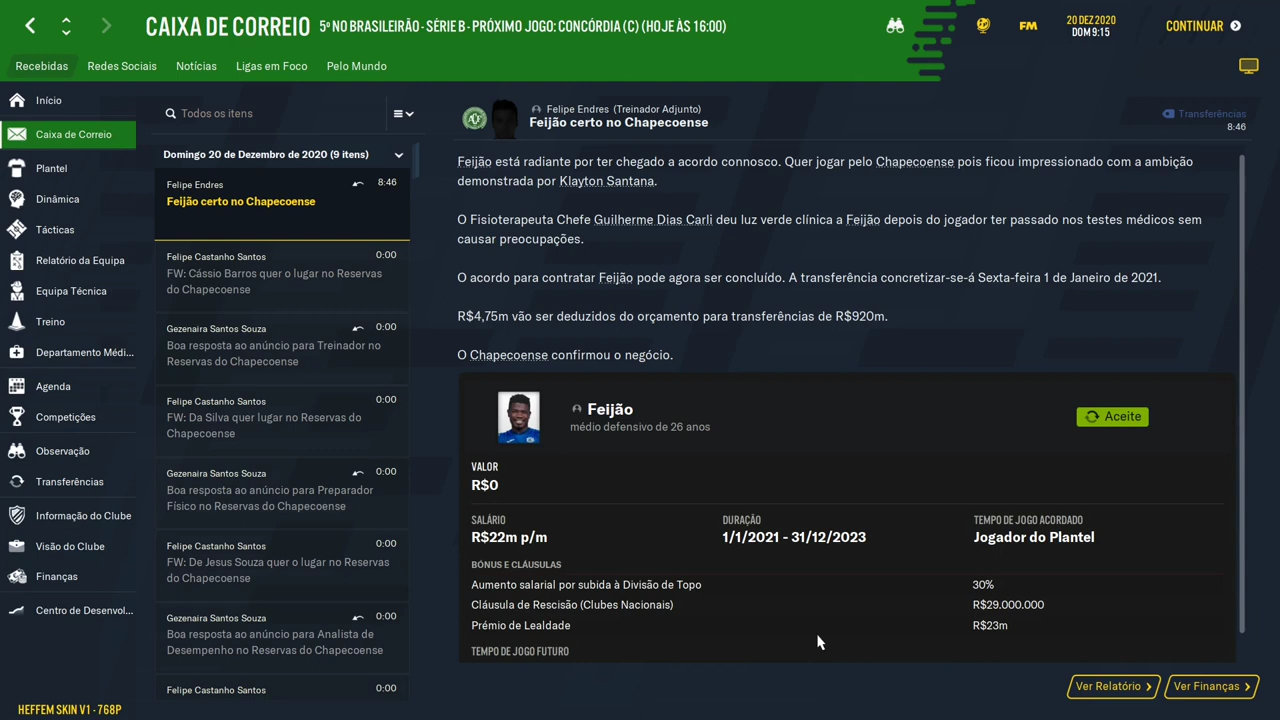 CAIXA DE CORREIO
5º NO BRASILEIRÃO - SÉRIE B - PRÓXIMO JOGO: CONCÓRDIA (C) (HOJE ÀS 16:00)
FM
20 DEZ 2020
DOM 9:15
CONTINUAR
Recebidas
Redes Sociais
Notícias
Ligas em Foco
Pelo Mundo
Início
Caixa de Correio
Plantel
Dinâmica
Tácticas
Relatório da Equipa
Equipa Técnica
Treino
Departamento Médi...
Agenda
Competições
Observação
Transferências
Informação do Clube
Visão do Clube
Finanças
Centro de Desenvol...
HEFFEM SKIN V1 - 768P
Todos os itens
Domingo 20 de Dezembro de 2020 (9 itens)
Felipe Endres 8:46
Feijão certo no Chapecoense
Felipe Castanho Santos 0:00
FW: Cássio Barros quer o lugar no Reservas
do Chapecoense
Gezenaira Santos Souza 0:00
Boa resposta ao anúncio para Treinador no
Reservas do Chapecoense
Felipe Castanho Santos 0:00
FW: Da Silva quer lugar no Reservas do
Chapecoense
Gezenaira Santos Souza 0:00
Boa resposta ao anúncio para Preparador
Físico no Reservas do Chapecoense
Felipe Castanho Santos 0:00
FW: De Jesus Souza quer o lugar no Reservas
do Chapecoense
Gezenaira Santos Souza 0:00
Boa resposta ao anúncio para Analista de
Desempenho no Reservas do Chapecoense
Felipe Castanho Santos 0:00
Felipe Endres (Treinador Adjunto)
Feijão certo no Chapecoense
Transferências
8:46
Feijão está radiante por ter chegado a acordo connosco. Quer jogar pelo Chapecoense pois ficou impressionado com a ambição
demonstrada por Klayton Santana.
O Fisioterapeuta Chefe Guilherme Dias Carli deu luz verde clínica a Feijão depois do jogador ter passado nos testes médicos sem
causar preocupações.
O acordo para contratar Feijão pode agora ser concluído. A transferência concretizar-se-á Sexta-feira 1 de Janeiro de 2021.
R$4,75m vão ser deduzidos do orçamento para transferências de R$920m.
O Chapecoense confirmou o negócio.
Feijão
médio defensivo de 26 anos
Aceite
VALOR
R$0
SALÁRIO DURAÇÃO TEMPO DE JOGO ACORDADO
R$22m p/m 1/1/2021 - 31/12/2023 Jogador do Plantel
BÓNUS E CLÁUSULAS
Aumento salarial por subida à Divisão de Topo 30%
Cláusula de Rescisão (Clubes Nacionais) R$29.000.000
Prémio de Lealdade R$23m
TEMPO DE JOGO FUTURO
Ver Relatório
Ver Finanças